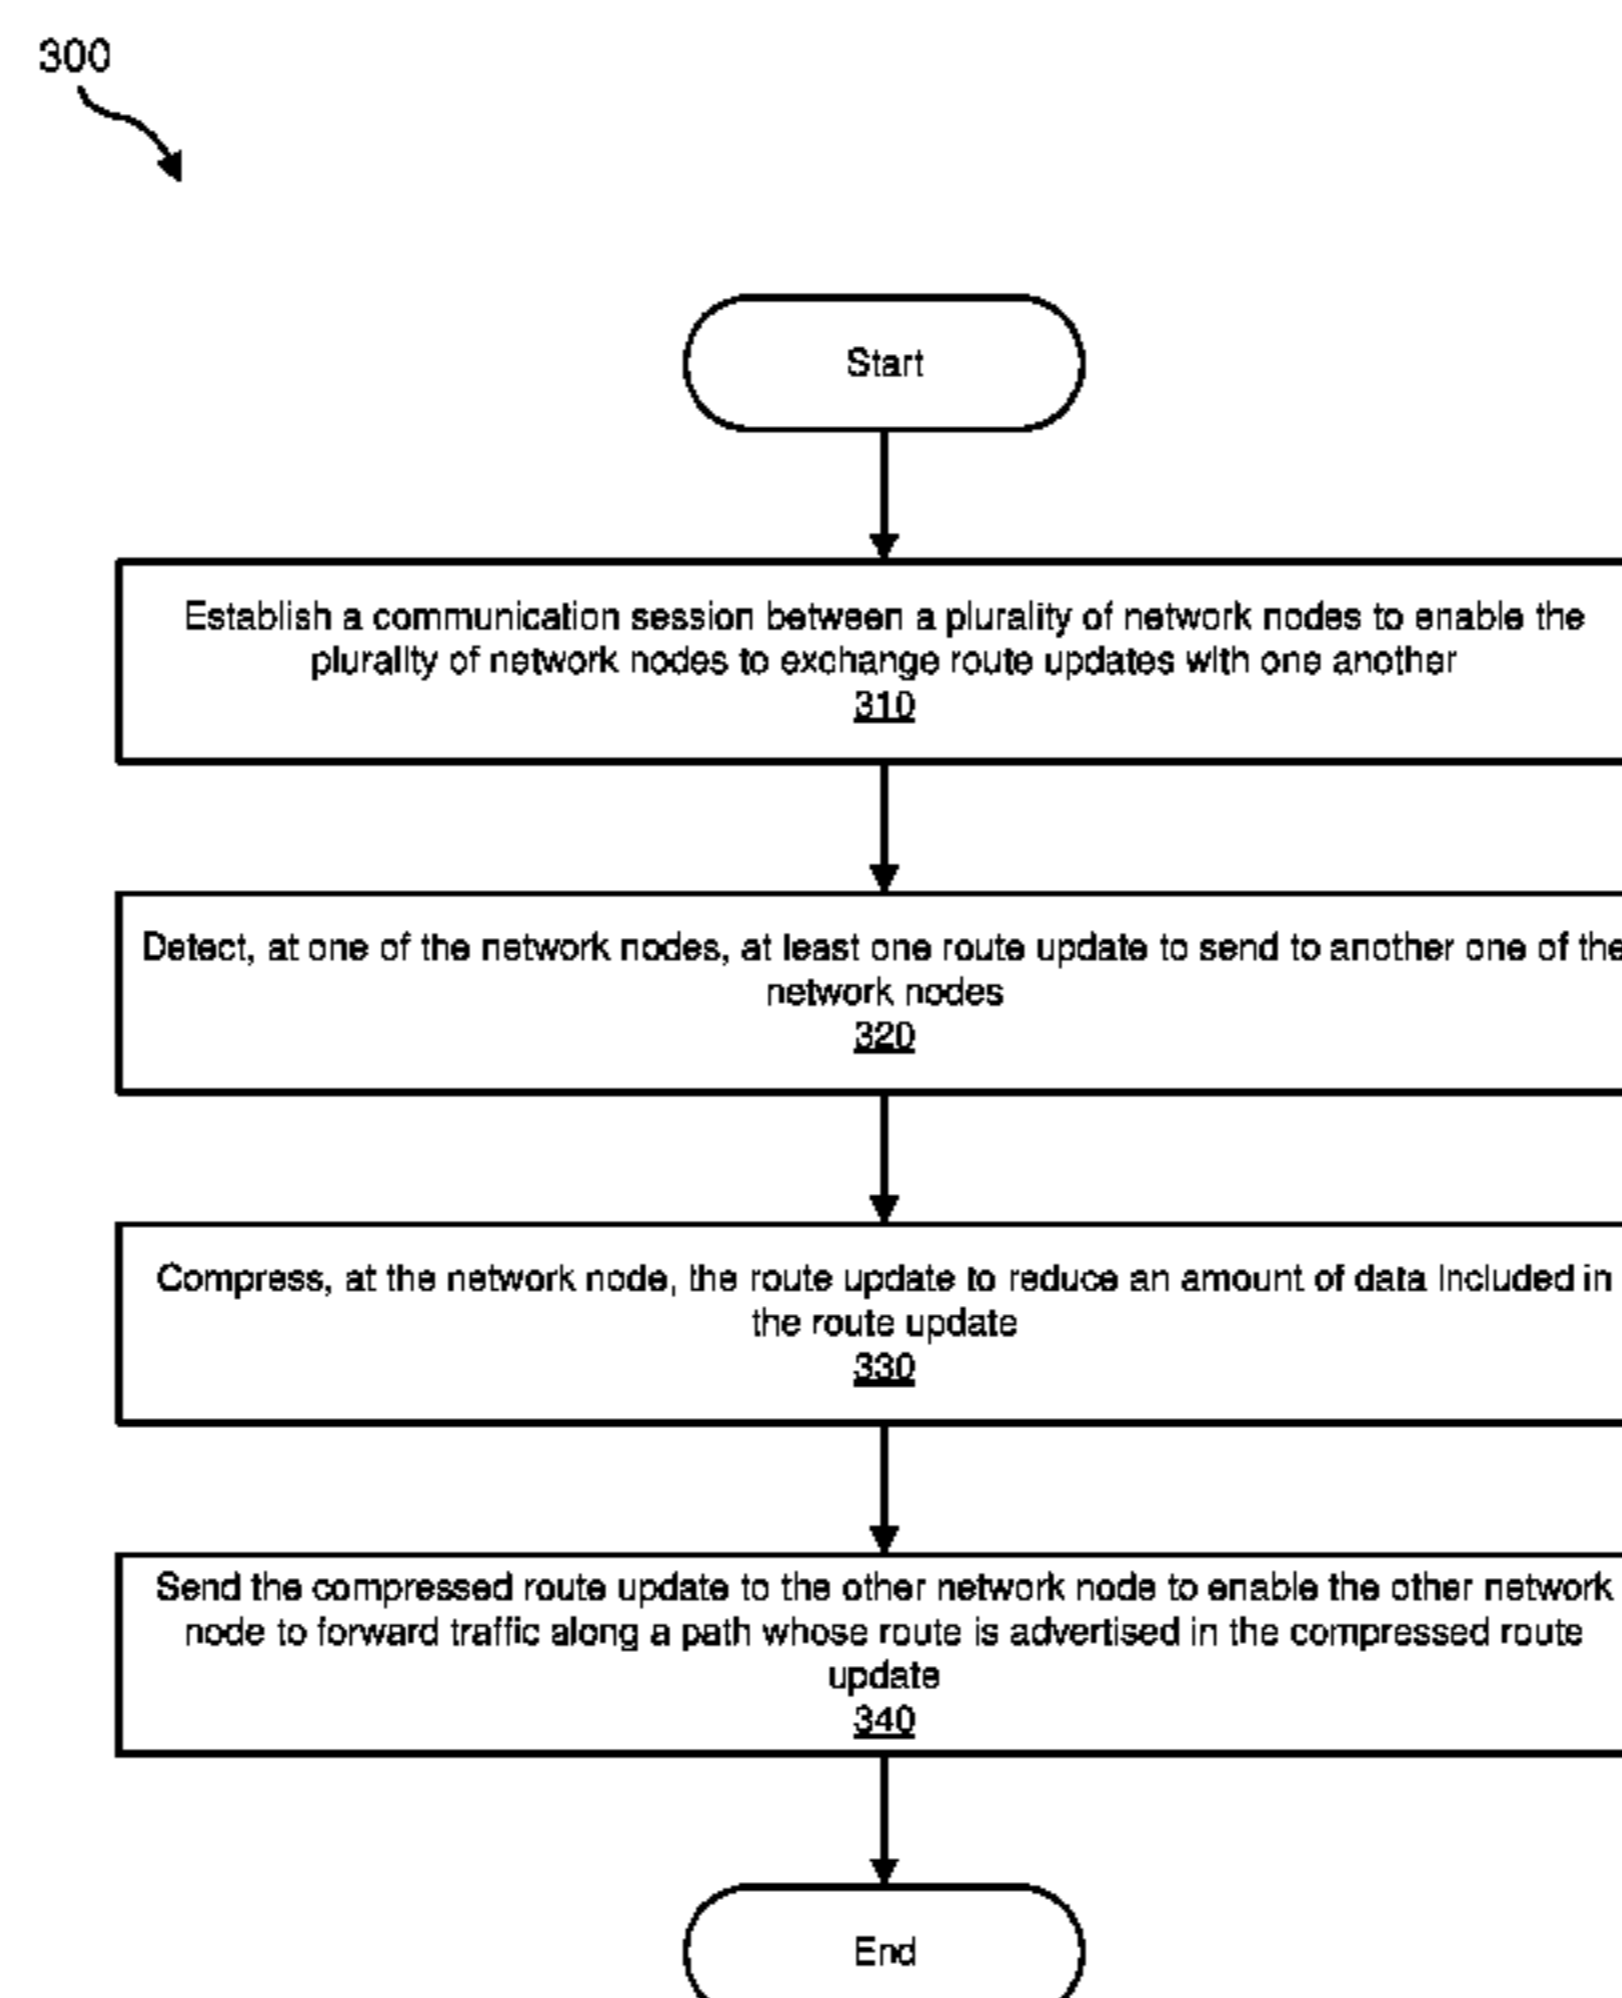 300
Start
Establish a communication session between a plurality of network nodes to enable the
plurality of network nodes to exchange route updates with one another
310
Detect, at one of the network nodes, at least one route update to send to another one of the
network nodes
320
Compress, at the network node, the route update to reduce an amount of data included in
the route update
330
Send the compressed route update to the other network node to enable the other network
node to forward traffic along a path whose route is advertised in the compressed route
update
340
End